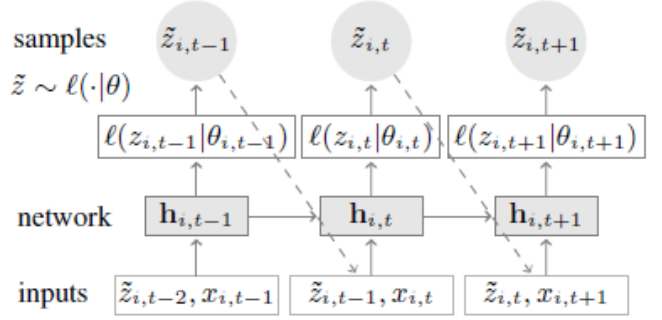 samples z̃_{i,t−1} z̃_{i,t} z̃_{i,t+1}
z̃ ∼ ℓ(·|θ)
ℓ(z_{i,t−1}|θ_{i,t−1}) ℓ(z_{i,t}|θ_{i,t}) ℓ(z_{i,t+1}|θ_{i,t+1})
network h_{i,t−1} h_{i,t} h_{i,t+1}
inputs z̃_{i,t−2}, x_{i,t−1} z̃_{i,t−1}, x_{i,t} z̃_{i,t}, x_{i,t+1}